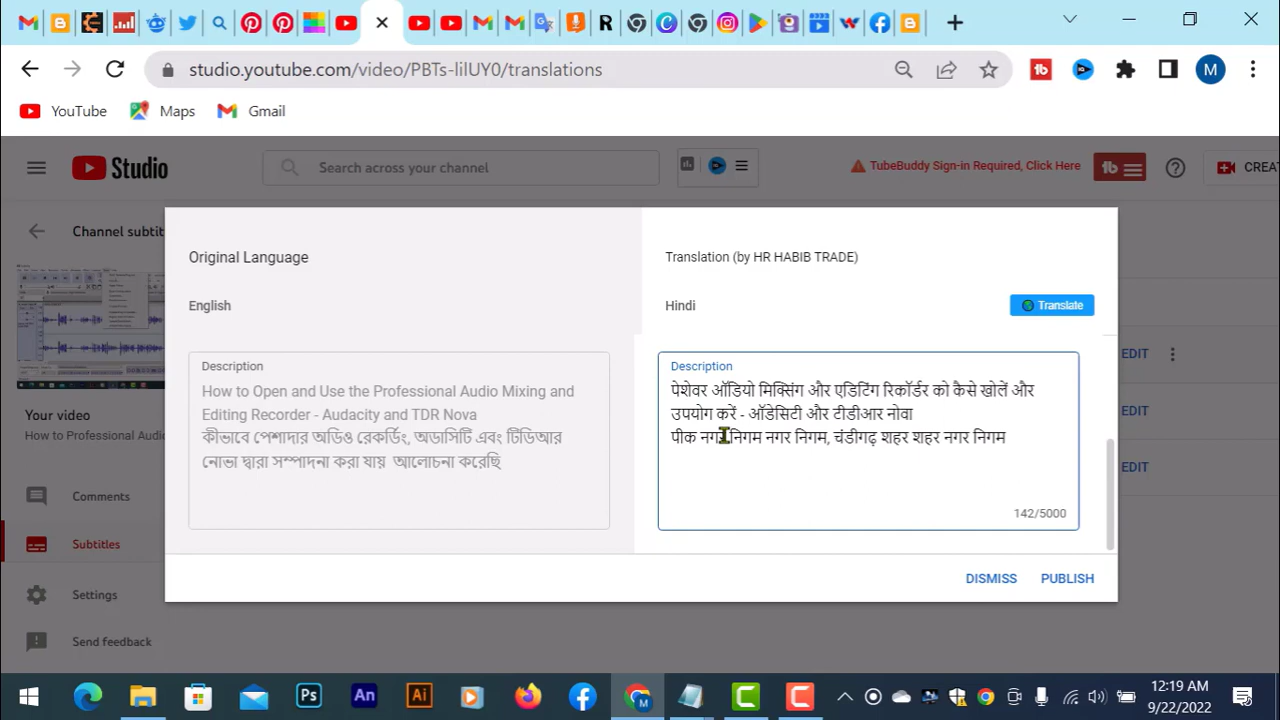 studio.youtube.com/video/PBTs-lilUY0/translations
M
YouTube
Maps
Gmail
Studio
Search across your channel
TubeBuddy Sign-in Required, Click Here
CREA
Channel subtit
Original Language
Translation (by HR HABIB TRADE)
English
Hindi
Translate
Description
How to Open and Use the Professional Audio Mixing and
Editing Recorder - Audacity and TDR Nova
কীভাবে পেশাদার অডিও রেকর্ডিং, অডাসিটি এবং টিডিআর
নোভা দ্বারা সম্পাদনা করা যায় আলোচনা করেছি
Description
पेशेवर ऑडियो मिक्सिंग और एडिटिंग रिकॉर्डर को कैसे खोलें और
उपयोग करें - ऑडेसिटी और टीडीआर नोवा
पीक नगर निगम नगर निगम, चंडीगढ़ शहर शहर नगर निगम
142/5000
EDIT
EDIT
Your video
How to Professional Au
Comments
Subtitles
Settings
Send feedback
DISMISS
PUBLISH
Ps
An
Ai
12:19 AM
9/22/2022